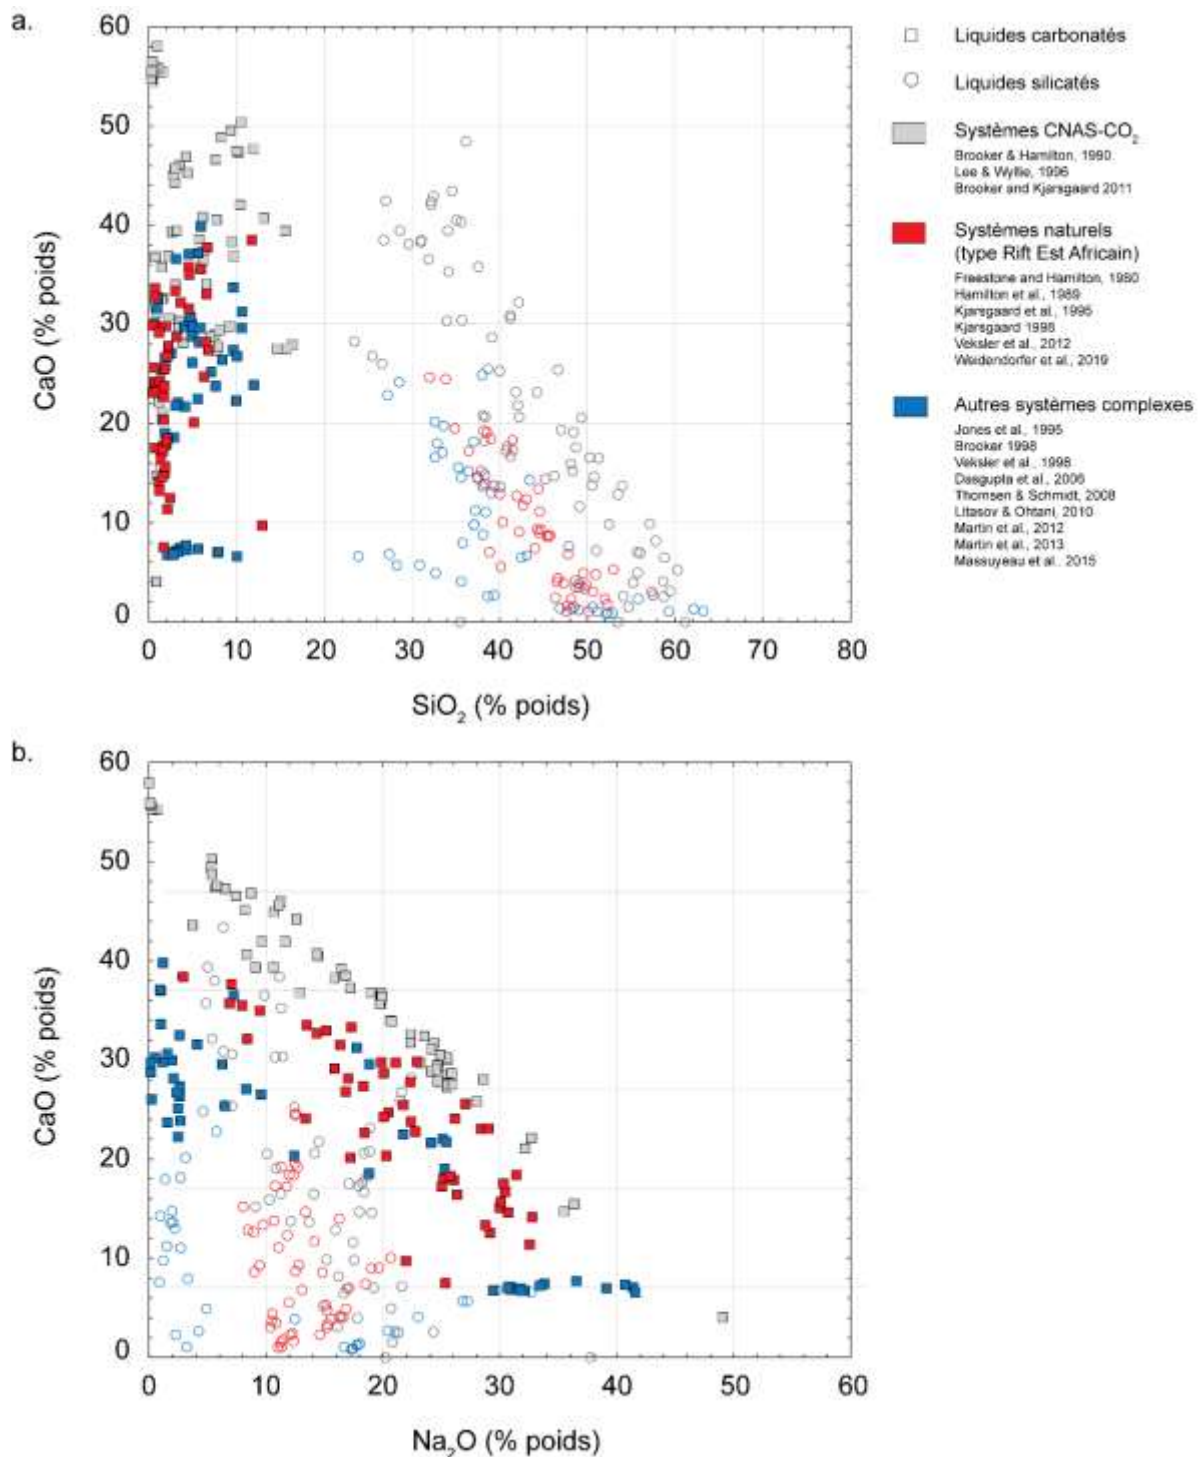 a.
60
50
40
30
20
10
0
CaO (% poids)
0 10 20 30 40 50 60 70 80
SiO₂ (% poids)
Liquides carbonatés
Liquides silicatés
Systèmes CNAS-CO₂
Brooker & Hamilton, 1990
Lee & Wyllie, 1996
Brooker and Kjarsgaard 2011
Systèmes naturels
(type Rift Est Africain)
Freestone and Hamilton, 1980
Hamilton et al., 1989
Kjarsgaard et al., 1995
Kjarsgaard 1998
Veksler et al., 2012
Weidendorfer et al., 2019
Autres systèmes complexes
Jones et al., 1995
Brooker 1998
Veksler et al., 1998
Dasgupta et al., 2006
Thomsen & Schmidt, 2008
Litasov & Ohtani, 2010
Martin et al., 2012
Martin et al., 2013
Massuyeau et al., 2015
b.
60
50
40
30
20
10
0
CaO (% poids)
0 10 20 30 40 50 60
Na₂O (% poids)